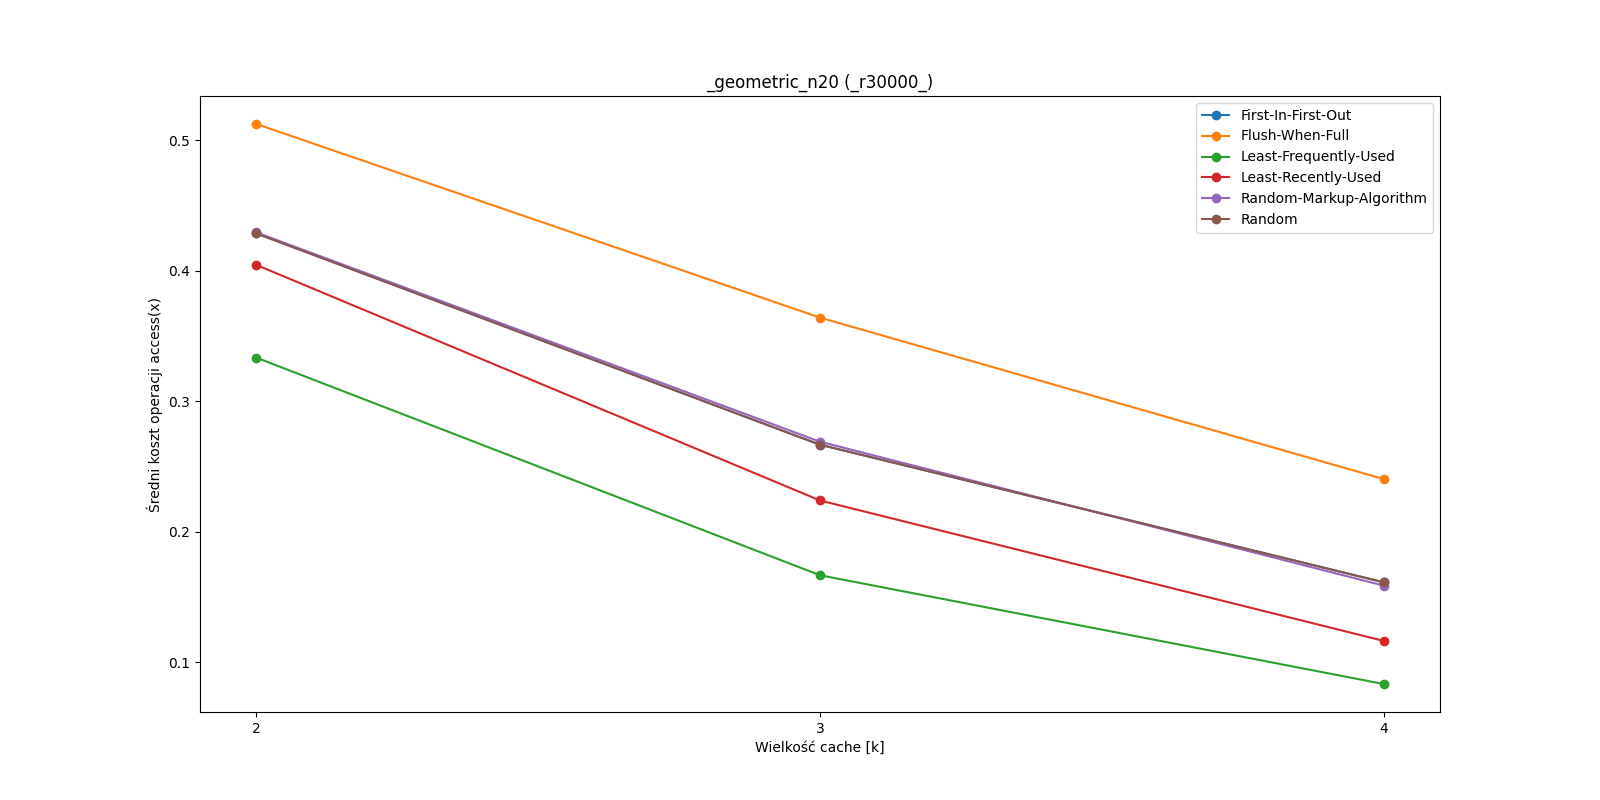 _geometric_n20 (_r30000_)
First-In-First-Out
Flush-When-Full
Least-Frequently-Used
Least-Recently-Used
Random-Markup-Algorithm
Random
Średni koszt operacji access(x)
0.5
0.4
0.3
0.2
0.1
2 3 4
Wielkość cache [k]